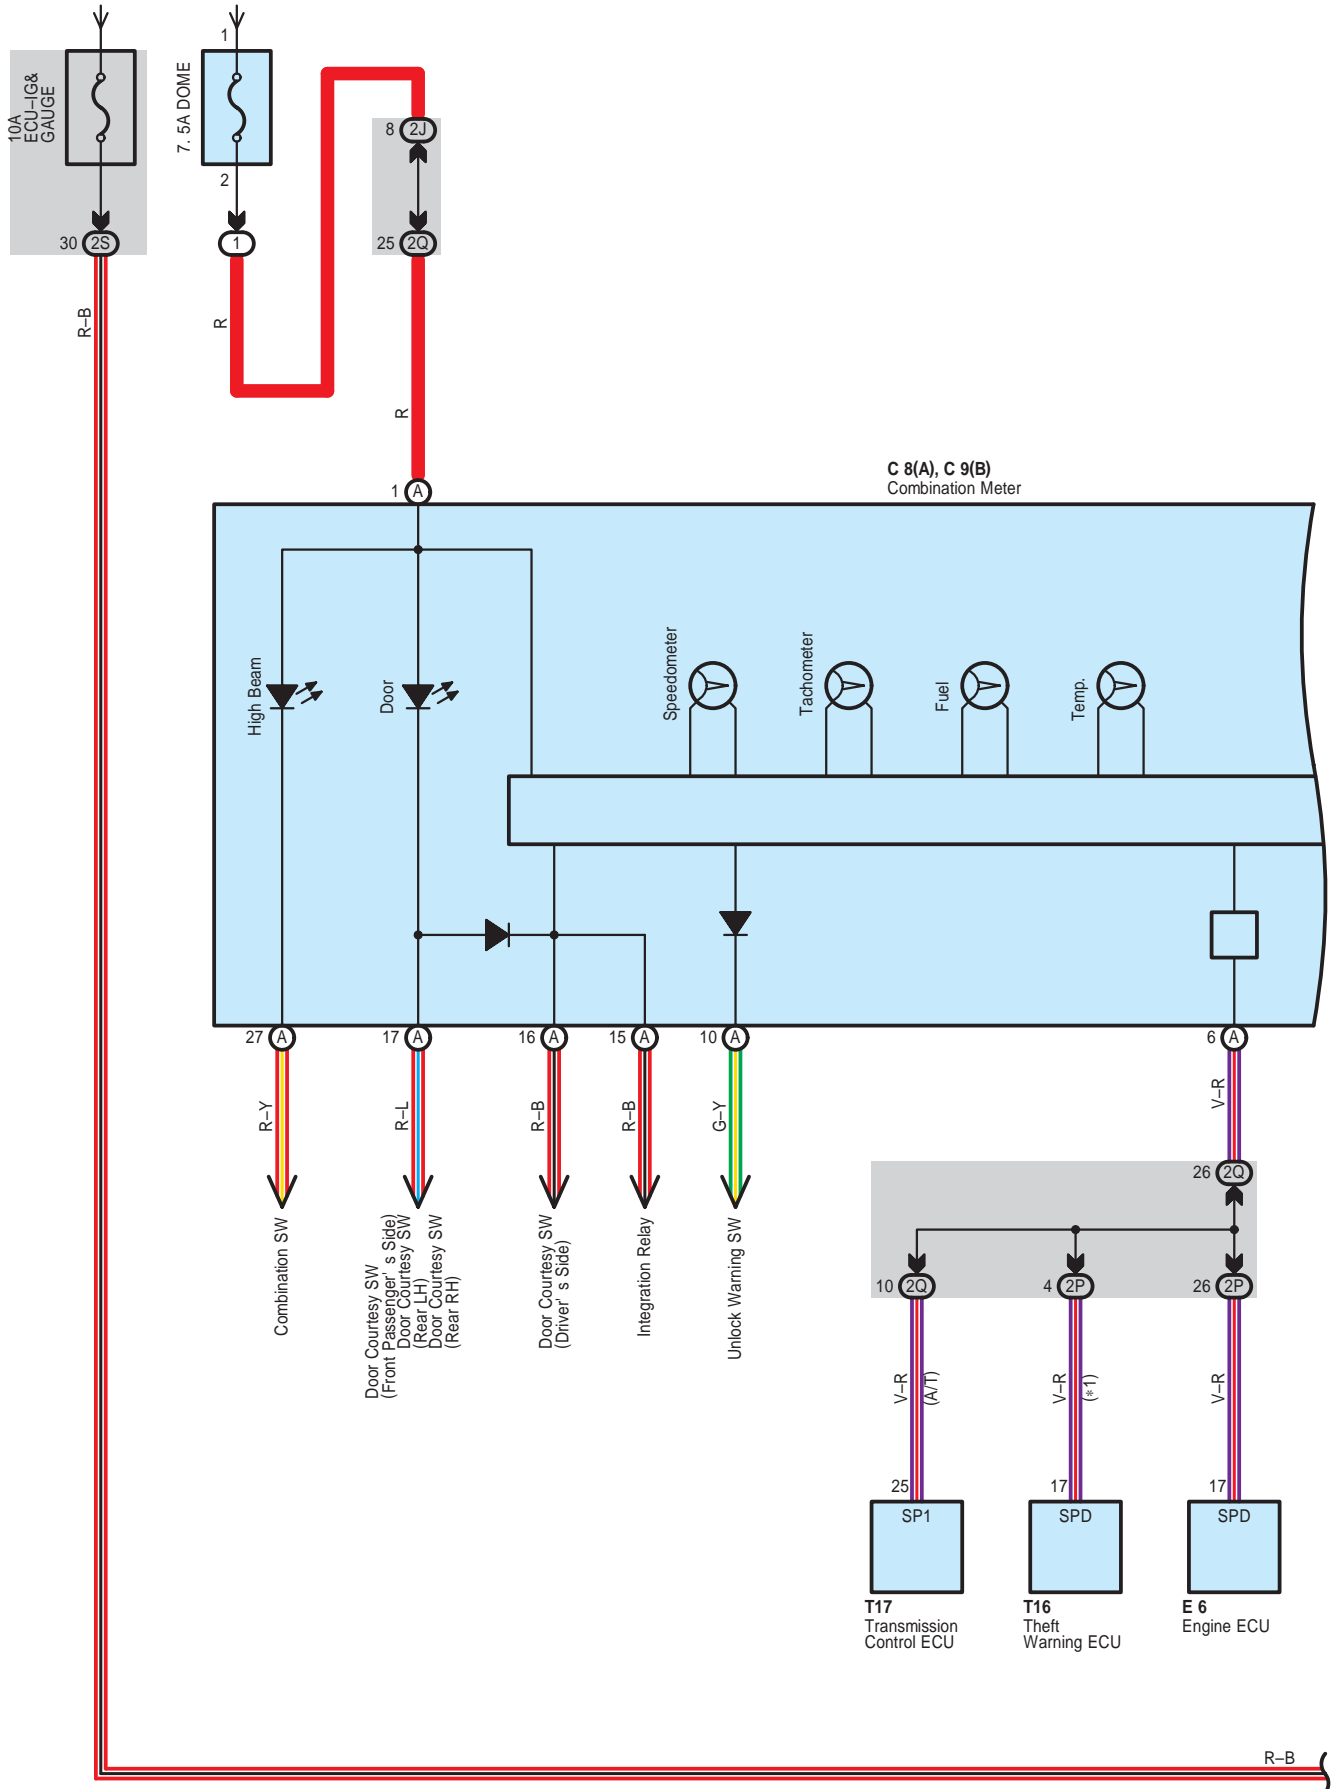 10A
ECU–IG&
GAUGE
1
7. 5A DOME
2
30 2S
1
8 2J
25 2Q
R–B
R
R
1 A
C 8(A), C 9(B)
Combination Meter
High Beam
Door
Speedometer
Tachometer
Fuel
Temp.
27 A
17 A
16 A
15 A
10 A
6 A
R–Y
R–L
R–B
R–B
G–Y
V–R
Combination SW
Door Courtesy SW
(Front Passenger' s Side)
Door Courtesy SW
(Rear LH)
Door Courtesy SW
(Rear RH)
Door Courtesy SW
(Driver' s Side)
Integration Relay
Unlock Warning SW
26 2Q
10 2Q
4 2P
26 2P
V–R
(A/T)
V–R
(*1)
V–R
25
17
17
SP1
SPD
SPD
T17
Transmission
Control ECU
T16
Theft
Warning ECU
E 6
Engine ECU
R–B